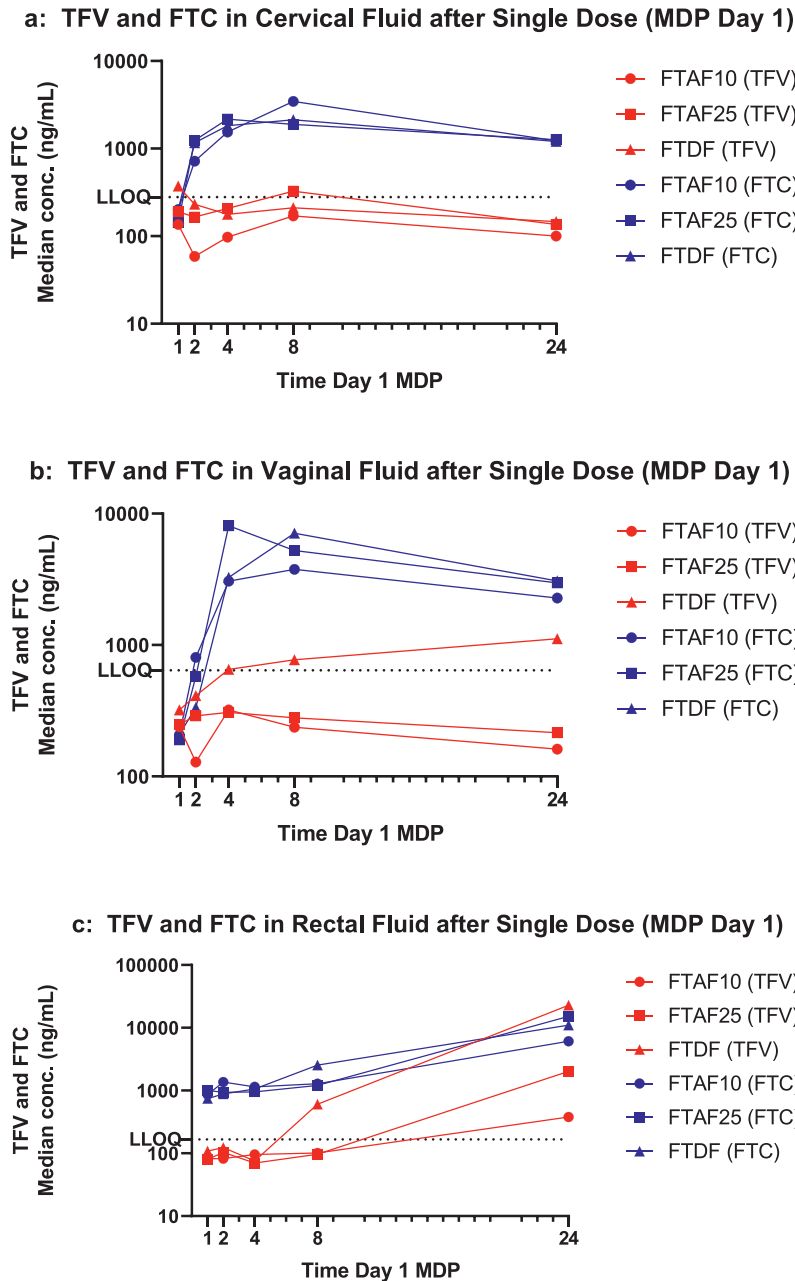 a: TFV and FTC in Cervical Fluid after Single Dose (MDP Day 1)
TFV and FTC
Median conc. (ng/mL)
10000
1000
LLOQ
100
10
1 2 4 8 24
Time Day 1 MDP
FTAF10 (TFV)
FTAF25 (TFV)
FTDF (TFV)
FTAF10 (FTC)
FTAF25 (FTC)
FTDF (FTC)
b: TFV and FTC in Vaginal Fluid after Single Dose (MDP Day 1)
TFV and FTC
Median conc. (ng/mL)
10000
1000
LLOQ
100
1 2 4 8 24
Time Day 1 MDP
FTAF10 (TFV)
FTAF25 (TFV)
FTDF (TFV)
FTAF10 (FTC)
FTAF25 (FTC)
FTDF (FTC)
c: TFV and FTC in Rectal Fluid after Single Dose (MDP Day 1)
TFV and FTC
Median conc. (ng/mL)
100000
10000
1000
LLOQ
100
10
1 2 4 8 24
Time Day 1 MDP
FTAF10 (TFV)
FTAF25 (TFV)
FTDF (TFV)
FTAF10 (FTC)
FTAF25 (FTC)
FTDF (FTC)